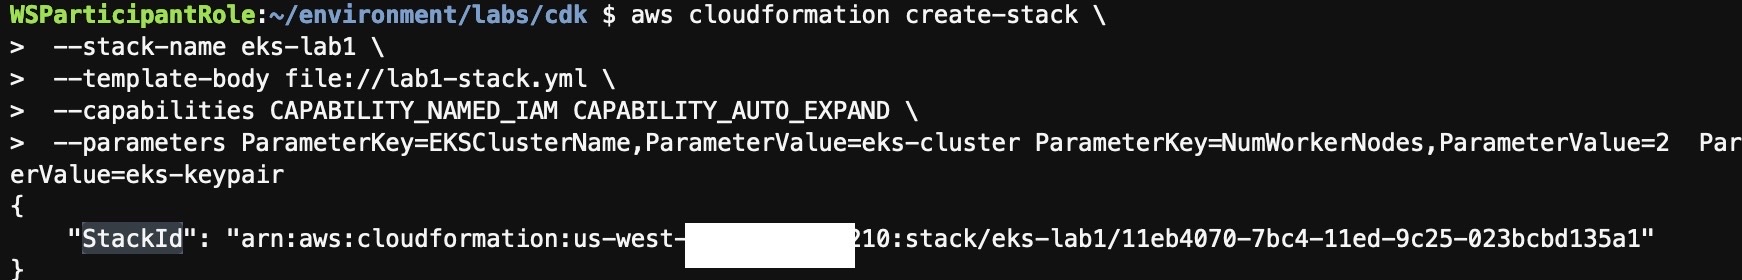 WSParticipantRole:~/environment/labs/cdk $ aws cloudformation create-stack \
>  --stack-name eks-lab1 \
>  --template-body file://lab1-stack.yml \
>  --capabilities CAPABILITY_NAMED_IAM CAPABILITY_AUTO_EXPAND \
>  --parameters ParameterKey=EKSClusterName,ParameterValue=eks-cluster ParameterKey=NumWorkerNodes,ParameterValue=2  Par
erValue=eks-keypair
{
    "StackId": "arn:aws:cloudformation:us-west-210:stack/eks-lab1/11eb4070-7bc4-11ed-9c25-023bcbd135a1"
}